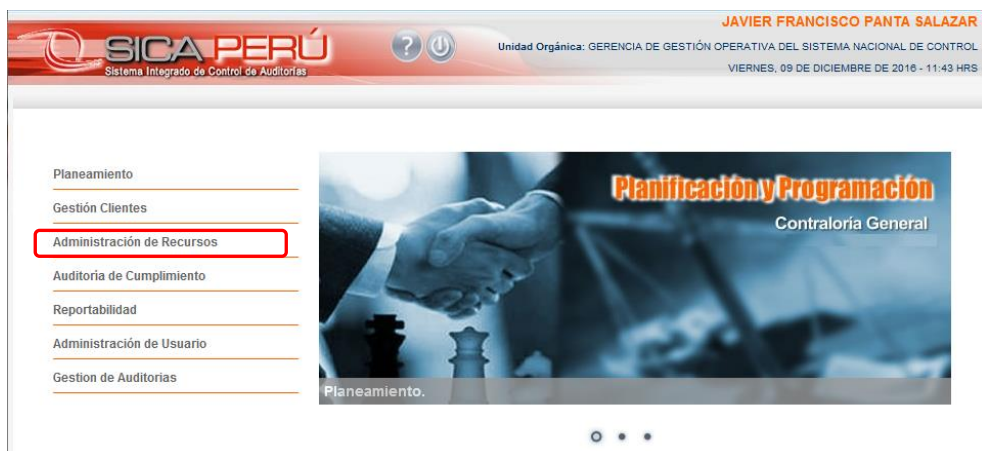 JAVIER FRANCISCO PANTA SALAZAR
SICA PERÚ
Sistema Integrado de Control de Auditorías
?
Unidad Orgánica: GERENCIA DE GESTIÓN OPERATIVA DEL SISTEMA NACIONAL DE CONTROL
VIERNES, 09 DE DICIEMBRE DE 2016 - 11:43 HRS
Planeamiento
Gestión Clientes
Administración de Recursos
Auditoría de Cumplimiento
Reportabilidad
Administración de Usuario
Gestion de Auditorias
Planificación y Programación
Contraloría General
Planeamiento.